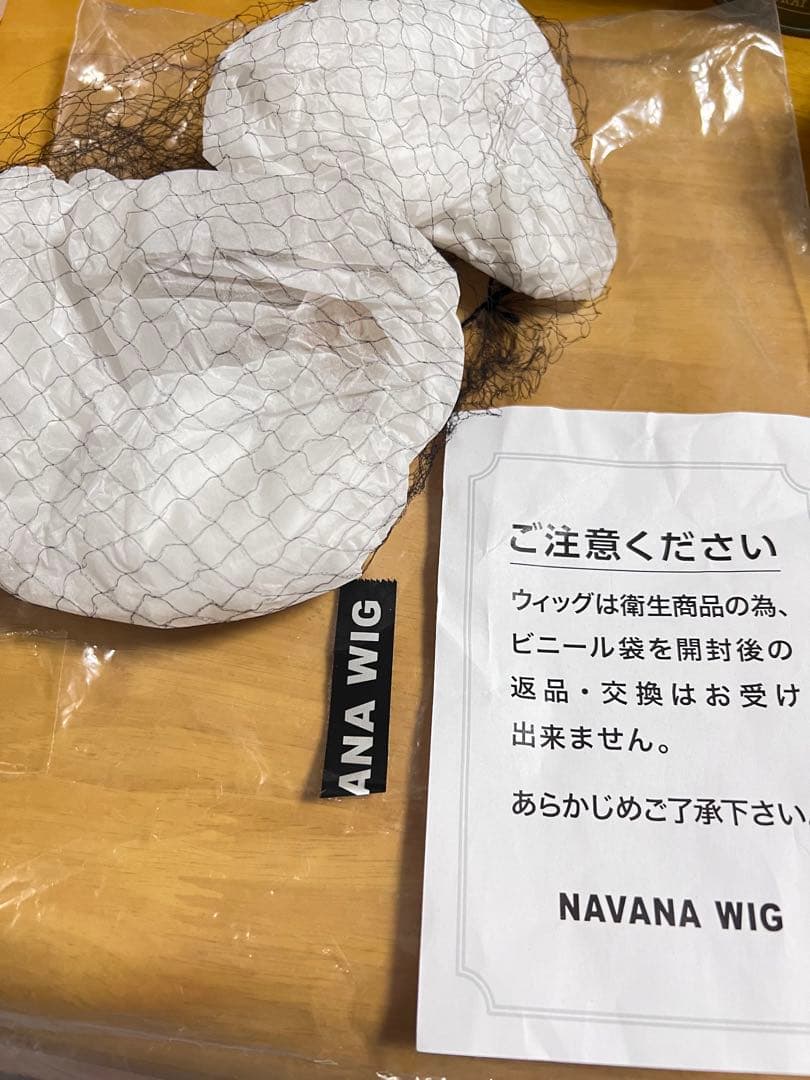 ANA WIG
ご注意ください
ウィッグは衛生商品の為、
ビニール袋を開封後の
返品・交換はお受け
出来ません。
あらかじめご了承下さい。
NAVANA WIG